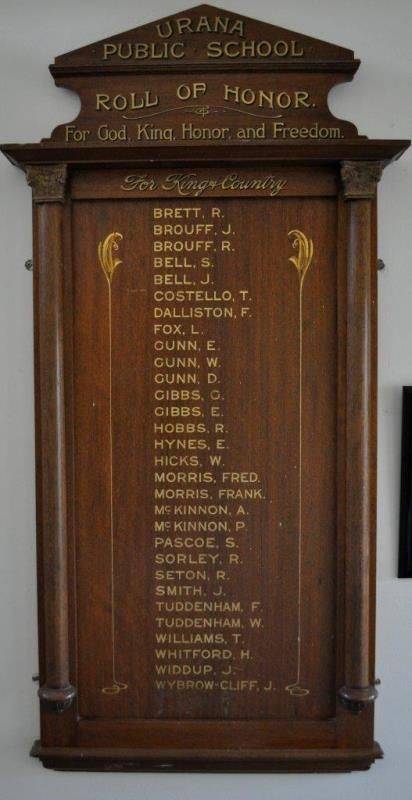 URANA
PUBLIC SCHOOL
ROLL OF HONOR.
For God, King, Honor, and Freedom.
For King & Country
BRETT, R.
BROUFF, J.
BROUFF, R.
BELL, S.
BELL, J.
COSTELLO, T.
DALLISTON, F.
FOX, L.
GUNN, E.
GUNN, W.
GUNN, D.
GIBBS, G.
GIBBS, E.
HOBBS, R.
HYNES, E.
HICKS, W.
MORRIS, FRED.
MORRIS, FRANK.
McKINNON, A.
McKINNON, P.
PASCOE, S.
SORLEY, R.
SETON, R.
SMITH, J.
TUDDENHAM, F.
TUDDENHAM, W.
WILLIAMS, T.
WHITFORD, H.
WIDDUP, J.
WYBROW-CLIFF, J.